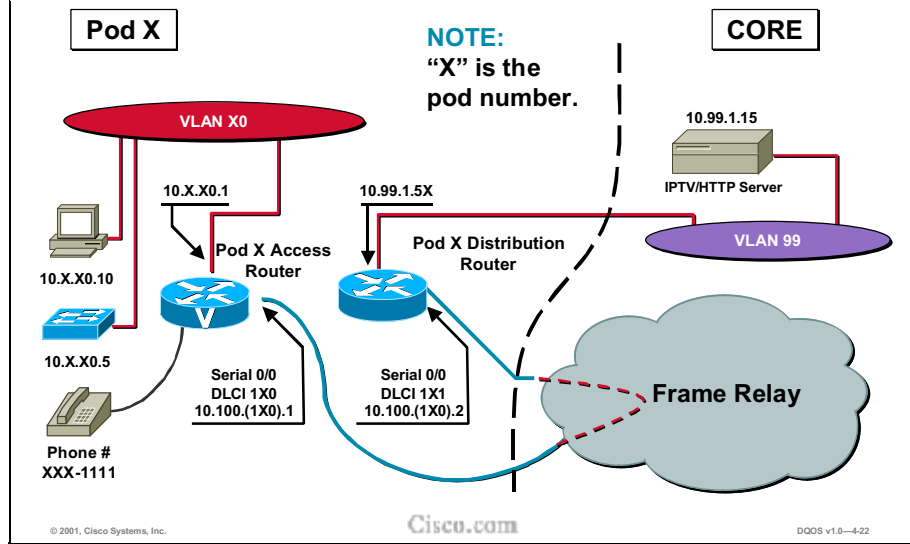 Pod X
NOTE:
“X” is the
pod number.
CORE
VLAN X0
10.99.1.15
IPTV/HTTP Server
10.X.X0.1
10.99.1.5X
VLAN 99
Pod X Access
Router
Pod X Distribution
Router
10.X.X0.10
V
10.X.X0.5
Serial 0/0
DLCI 1X0
10.100.(1X0).1
Serial 0/0
DLCI 1X1
10.100.(1X0).2
Frame Relay
Phone #
XXX-1111
© 2001, Cisco Systems, Inc.
Cisco.com
DQOS v1.0—4-22